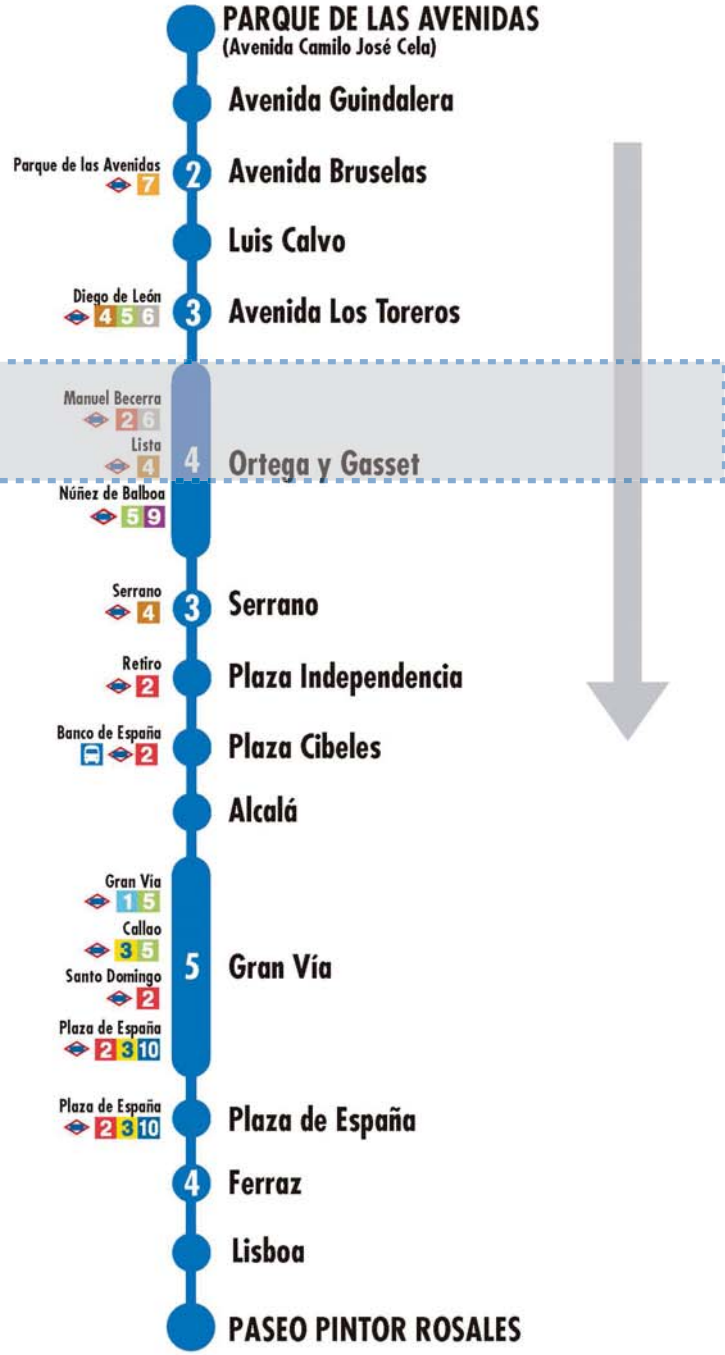 PARQUE DE LAS AVENIDAS
(Avenida Camilo José Cela)
Avenida Guindalera
Parque de las Avenidas
7
2
Avenida Bruselas
Luis Calvo
Diego de León
4 5 6
3
Avenida Los Toreros
Manuel Becerra
2 6
Lista
4
4
Ortega y Gasset
Núñez de Balboa
5 9
Serrano
4
3
Serrano
Retiro
2
Plaza Independencia
Banco de España
2
Plaza Cibeles
Alcalá
Gran Vía
1 5
Callao
3 5
Santo Domingo
2
5
Gran Vía
Plaza de España
2 3 10
Plaza de España
2 3 10
Plaza de España
4
Ferraz
Lisboa
PASEO PINTOR ROSALES